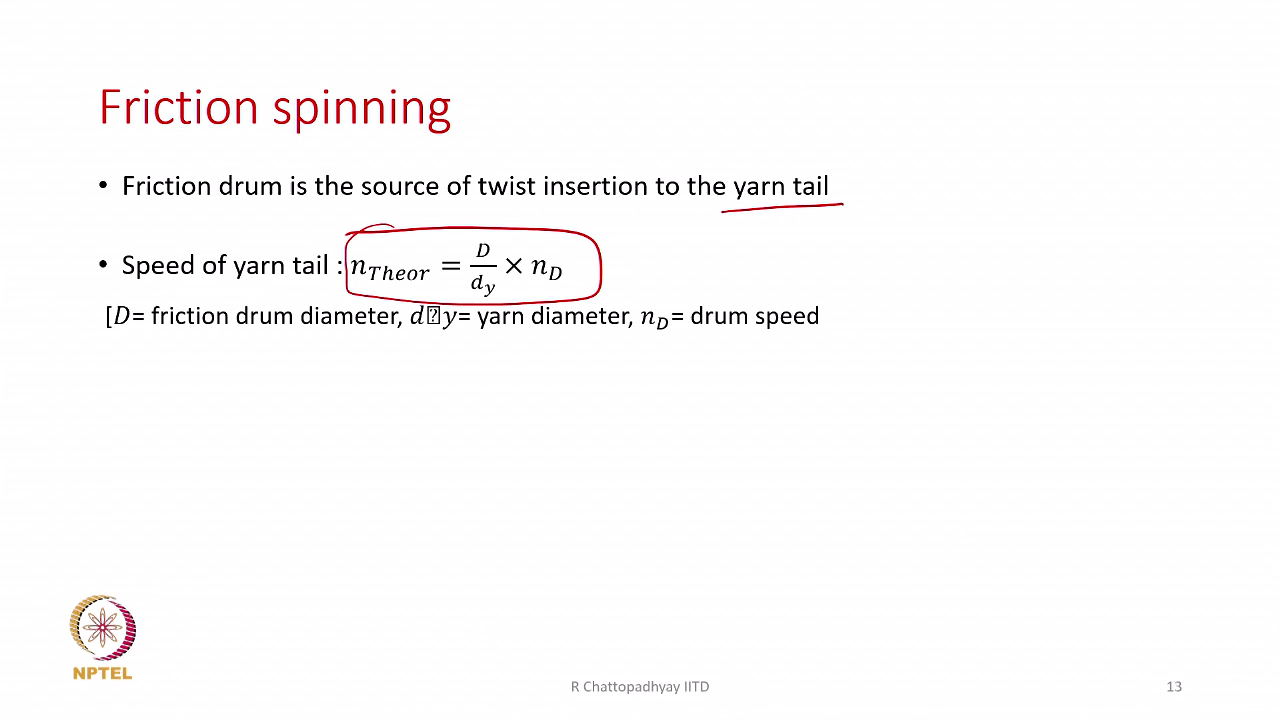 Friction spinning
• Friction drum is the source of twist insertion to the yarn tail
• Speed of yarn tail : n_Theor = D/d_y × n_D
[D= friction drum diameter, d⍰y= yarn diameter, n_D= drum speed
NPTEL
R Chattopadhyay IITD
13